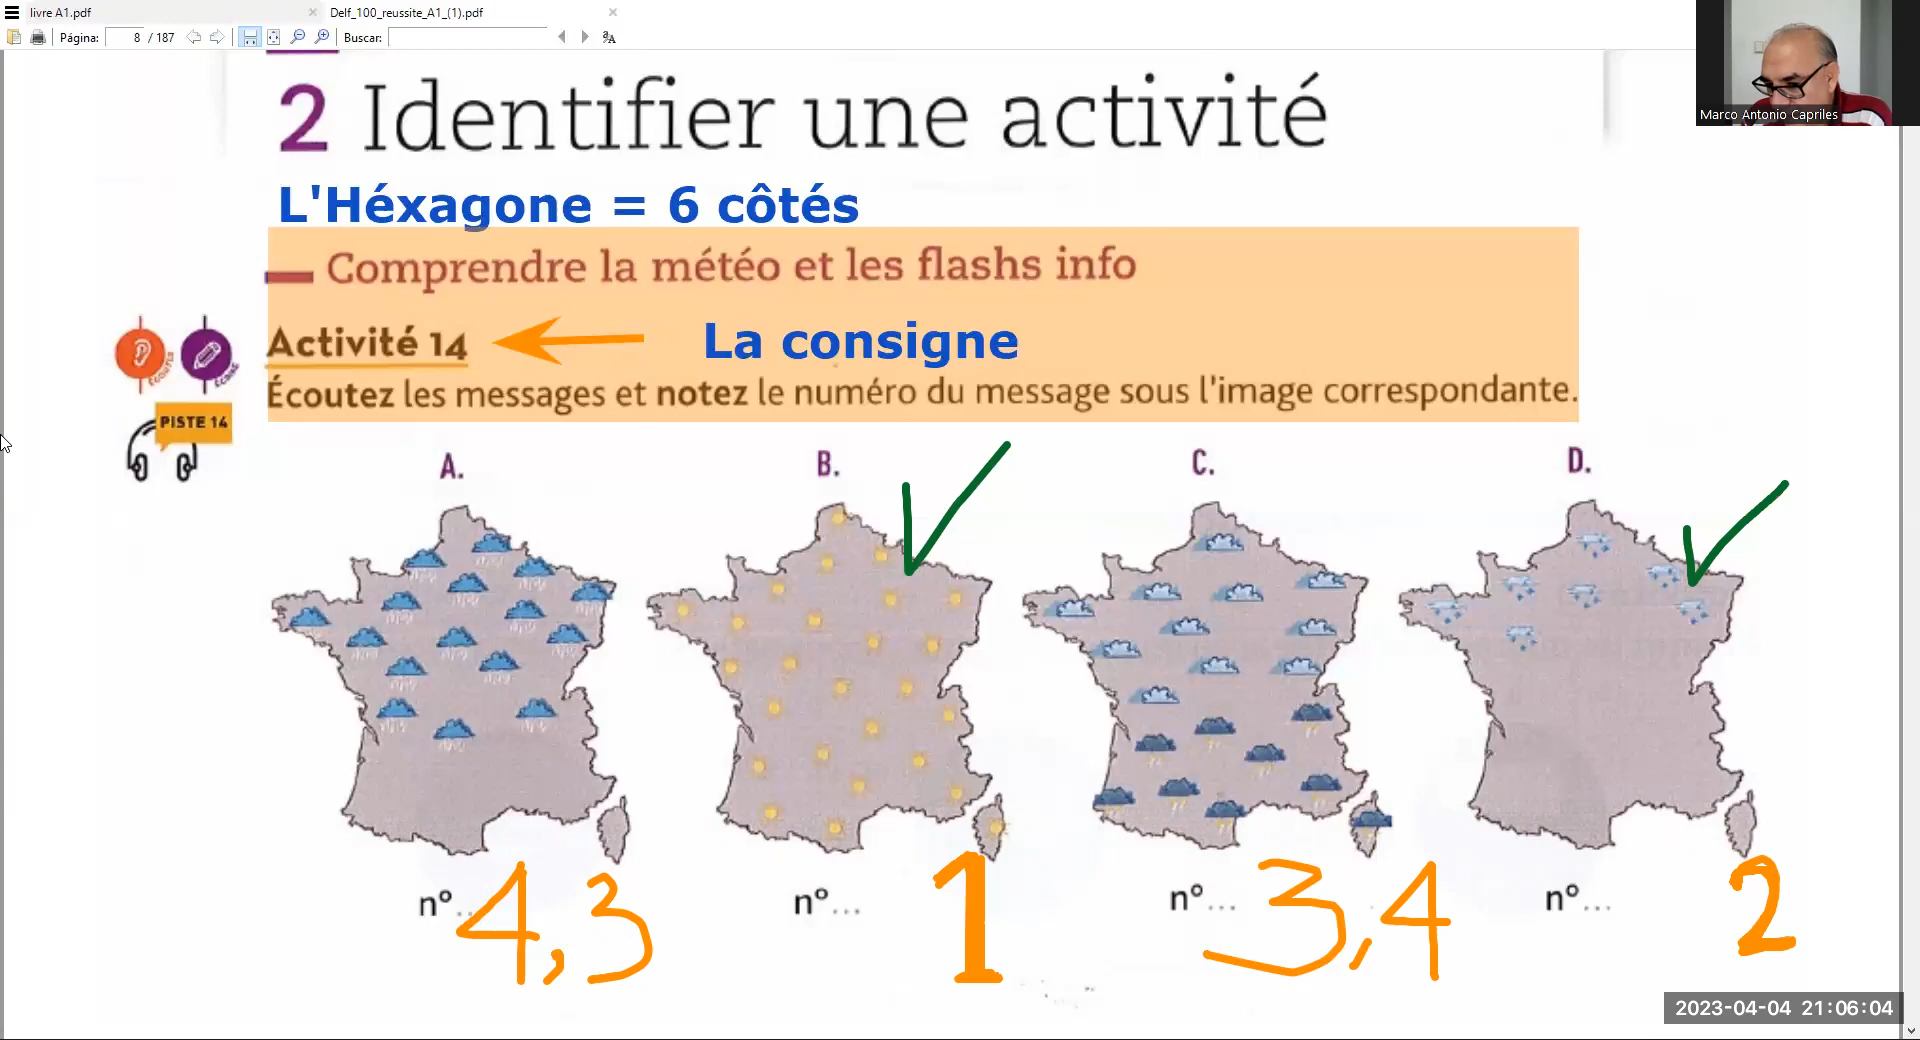 livre A1.pdf
Delf_100_reussite_A1_(1).pdf
Página: 8 / 187 Buscar:
Marco Antonio Capriles
2 Identifier une activité
L'Héxagone = 6 côtés
Comprendre la météo et les flashs info
Activité 14
La consigne
Écoutez les messages et notez le numéro du message sous l'image correspondante.
ÉCOUTER
ÉCRIRE
PISTE 14
A. B. C. D.
n°... 4,3 n°... 1 n°... 3,4 n°... 2
2023-04-04 21:06:04